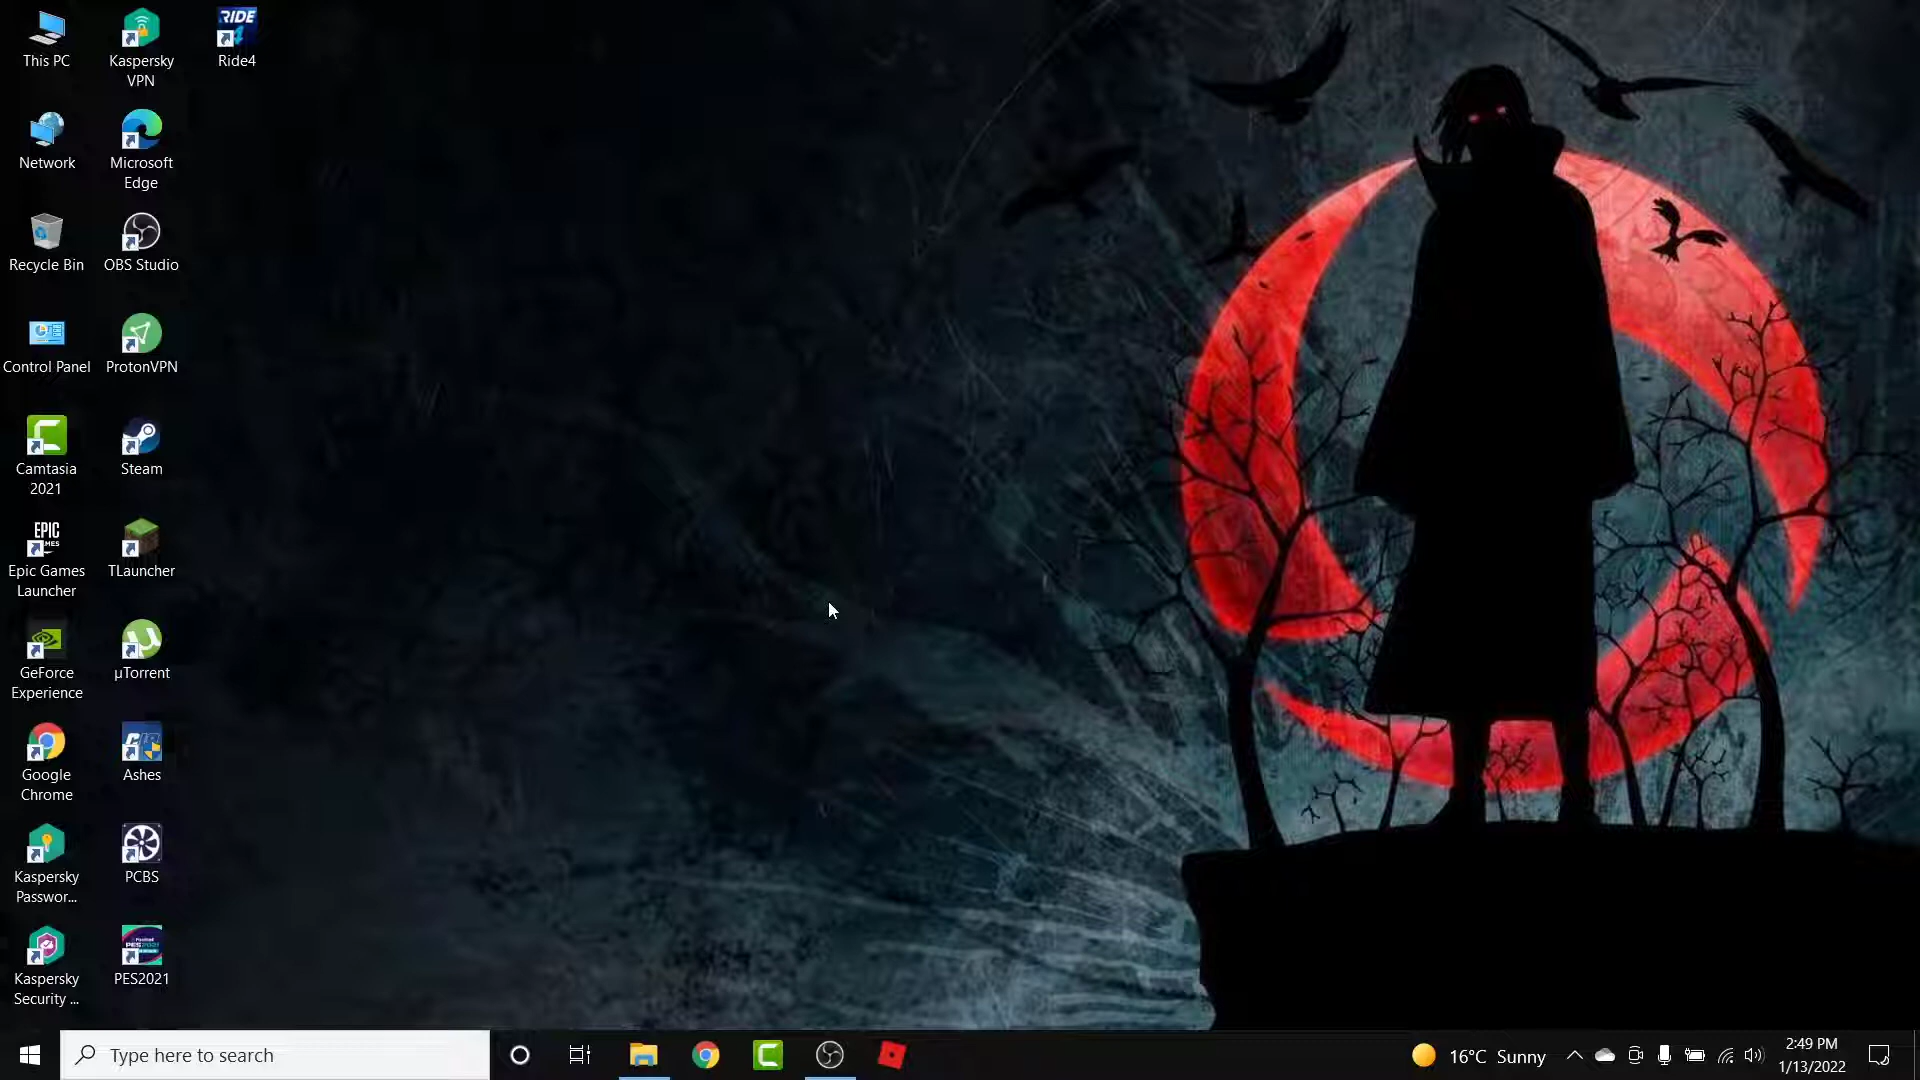 This PC
Kaspersky
VPN
RIDE
4
Ride4
Network
Microsoft
Edge
Recycle Bin
OBS Studio
Control Panel
ProtonVPN
Camtasia
2021
Steam
EPIC
Epic Games
Launcher
TLauncher
GeForce
Experience
µTorrent
Google
Chrome
Ashes
Kaspersky
Passwor...
PCBS
Kaspersky
Security ...
PES2021
PES2021
Type here to search
16°C Sunny
2:49 PM
1/13/2022